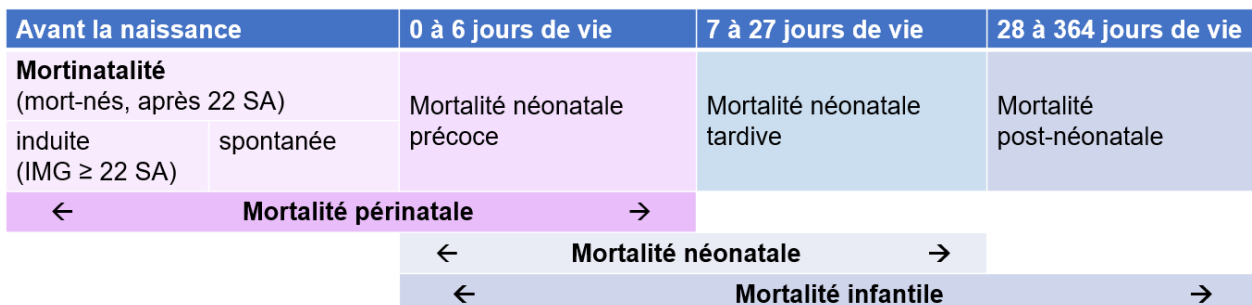 Avant la naissance
0 à 6 jours de vie
7 à 27 jours de vie
28 à 364 jours de vie
Mortinatalité
(mort-nés, après 22 SA)
induite
(IMG ≥ 22 SA)
spontanée
Mortalité néonatale
précoce
Mortalité néonatale
tardive
Mortalité
post-néonatale
← Mortalité périnatale →
← Mortalité néonatale →
← Mortalité infantile →